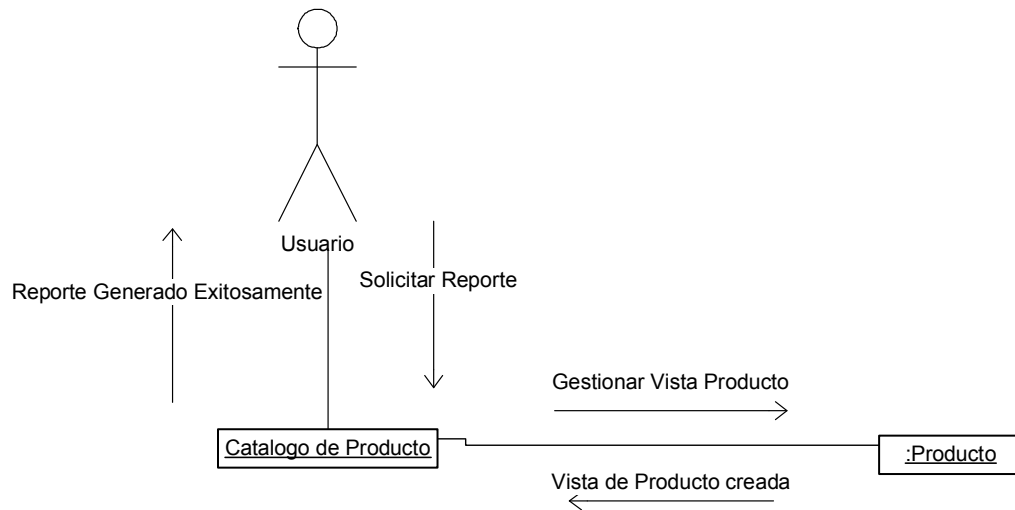 Usuario
Solicitar Reporte
Reporte Generado Exitosamente
Gestionar Vista Producto
Catalogo de Producto
:Producto
Vista de Producto creada